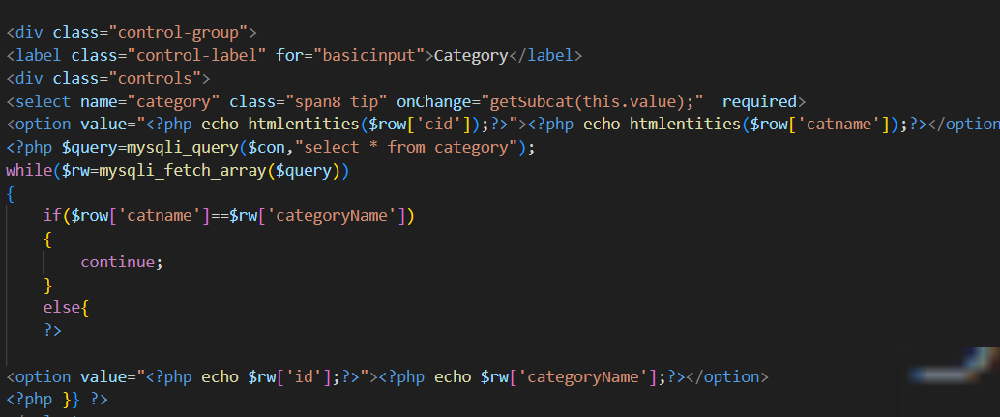 <div class="control-group">
<label class="control-label" for="basicinput">Category</label>
<div class="controls">
<select name="category" class="span8 tip" onChange="getSubcat(this.value);"  required>
<option value="<?php echo htmlentities($row['cid']);?>"><?php echo htmlentities($row['catname']);?></option
<?php $query=mysqli_query($con,"select * from category");
while($rw=mysqli_fetch_array($query))
{
    if($row['catname']==$rw['categoryName'])
    {
        continue;
    }
    else{
    ?>
<option value="<?php echo $rw['id'];?>"><?php echo $rw['categoryName'];?></option>
<?php }} ?>